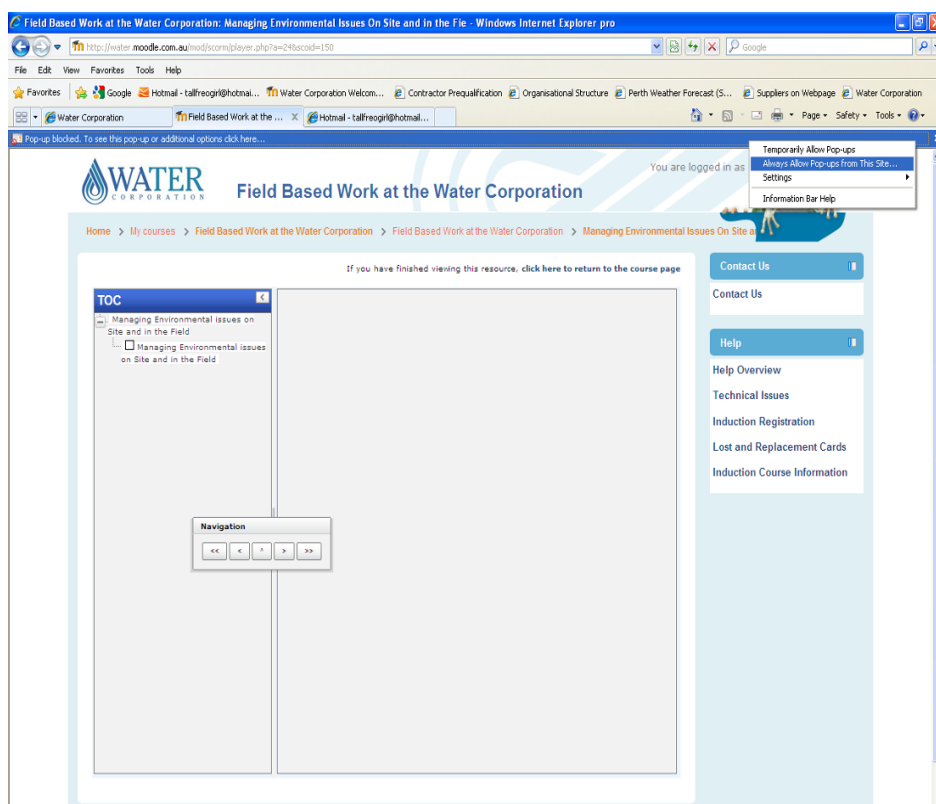 Field Based Work at the Water Corporation: Managing Environmental Issues On Site and in the Fie - Windows Internet Explorer pro
http://water.moodle.com.au/mod/scorm/player.php?a=24&scoid=150
Google
File Edit View Favorites Tools Help
Favorites Google Hotmail - tallfreogirl@hotmai... Water Corporation Welcom... Contractor Prequalification Organisational Structure Perth Weather Forecast (S... Suppliers on Webpage Water Corporation
Water Corporation Field Based Work at the ... X Hotmail - tallfreogirl@hotmail... Page Safety Tools
Pop-up blocked. To see this pop-up or additional options click here...
Temporarily Allow Pop-ups
Always Allow Pop-ups from This Site...
Settings
Information Bar Help
WATER
CORPORATION
Field Based Work at the Water Corporation
You are logged in as
Home > My courses > Field Based Work at the Water Corporation > Field Based Work at the Water Corporation > Managing Environmental Issues On Site a
If you have finished viewing this resource, click here to return to the course page
TOC
Managing Environmental issues on
Site and in the Field
Managing Environmental issues
on Site and in the Field
Navigation
<< < ^ > >>
Contact Us
Contact Us
Help
Help Overview
Technical Issues
Induction Registration
Lost and Replacement Cards
Induction Course Information